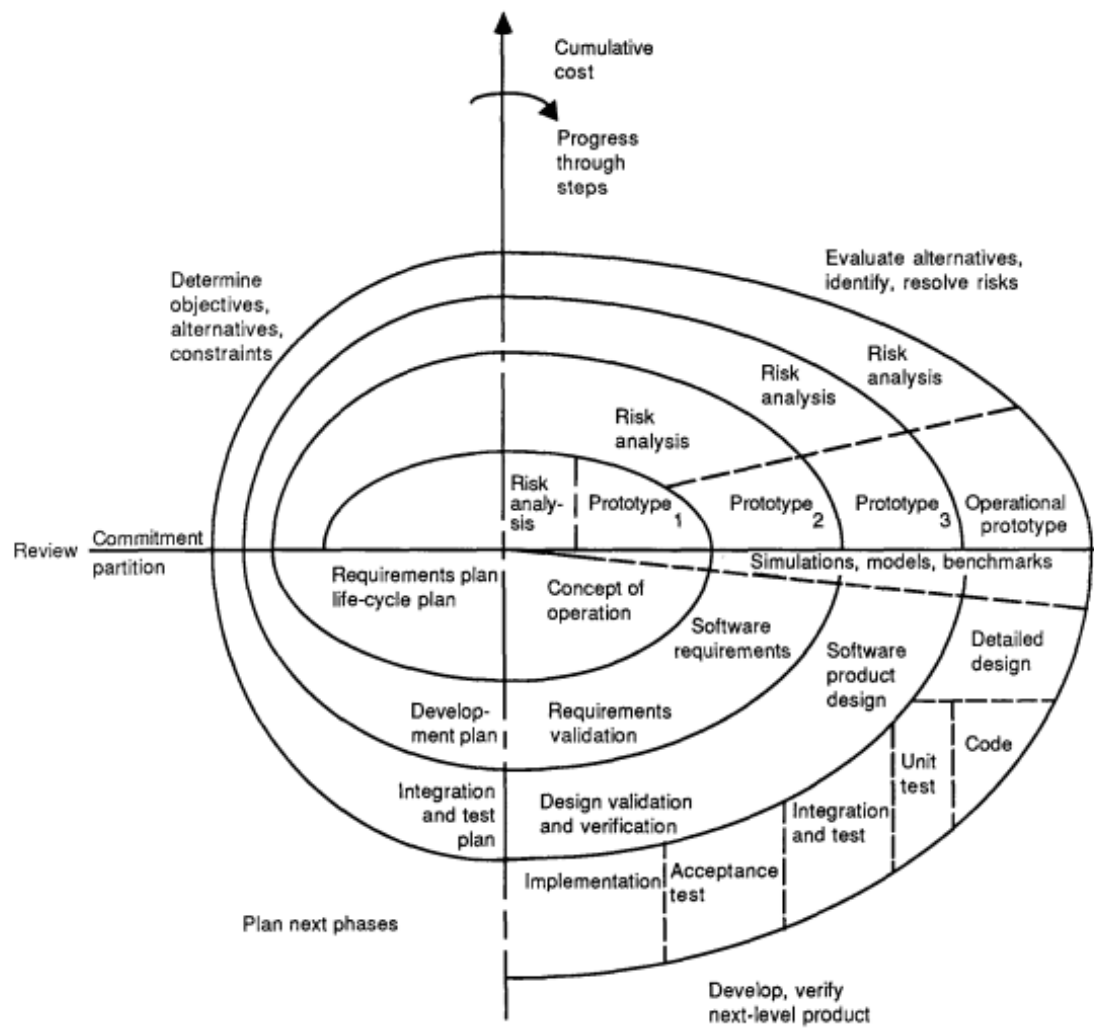 Cumulative
cost
Progress
through
steps
Evaluate alternatives,
identify, resolve risks
Determine
objectives,
alternatives,
constraints
Risk
analysis
Risk
analysis
Risk
analysis
Risk
analy-
sis
Prototype 1
Prototype 2
Prototype 3
Operational
prototype
Review
Commitment
partition
Simulations, models, benchmarks
Requirements plan
life-cycle plan
Concept of
operation
Software
requirements
Software
product
design
Detailed
design
Develop-
ment plan
Requirements
validation
Code
Unit
test
Integration
and test
plan
Design validation
and verification
Integration
and test
Acceptance
test
Implementation
Plan next phases
Develop, verify
next-level product